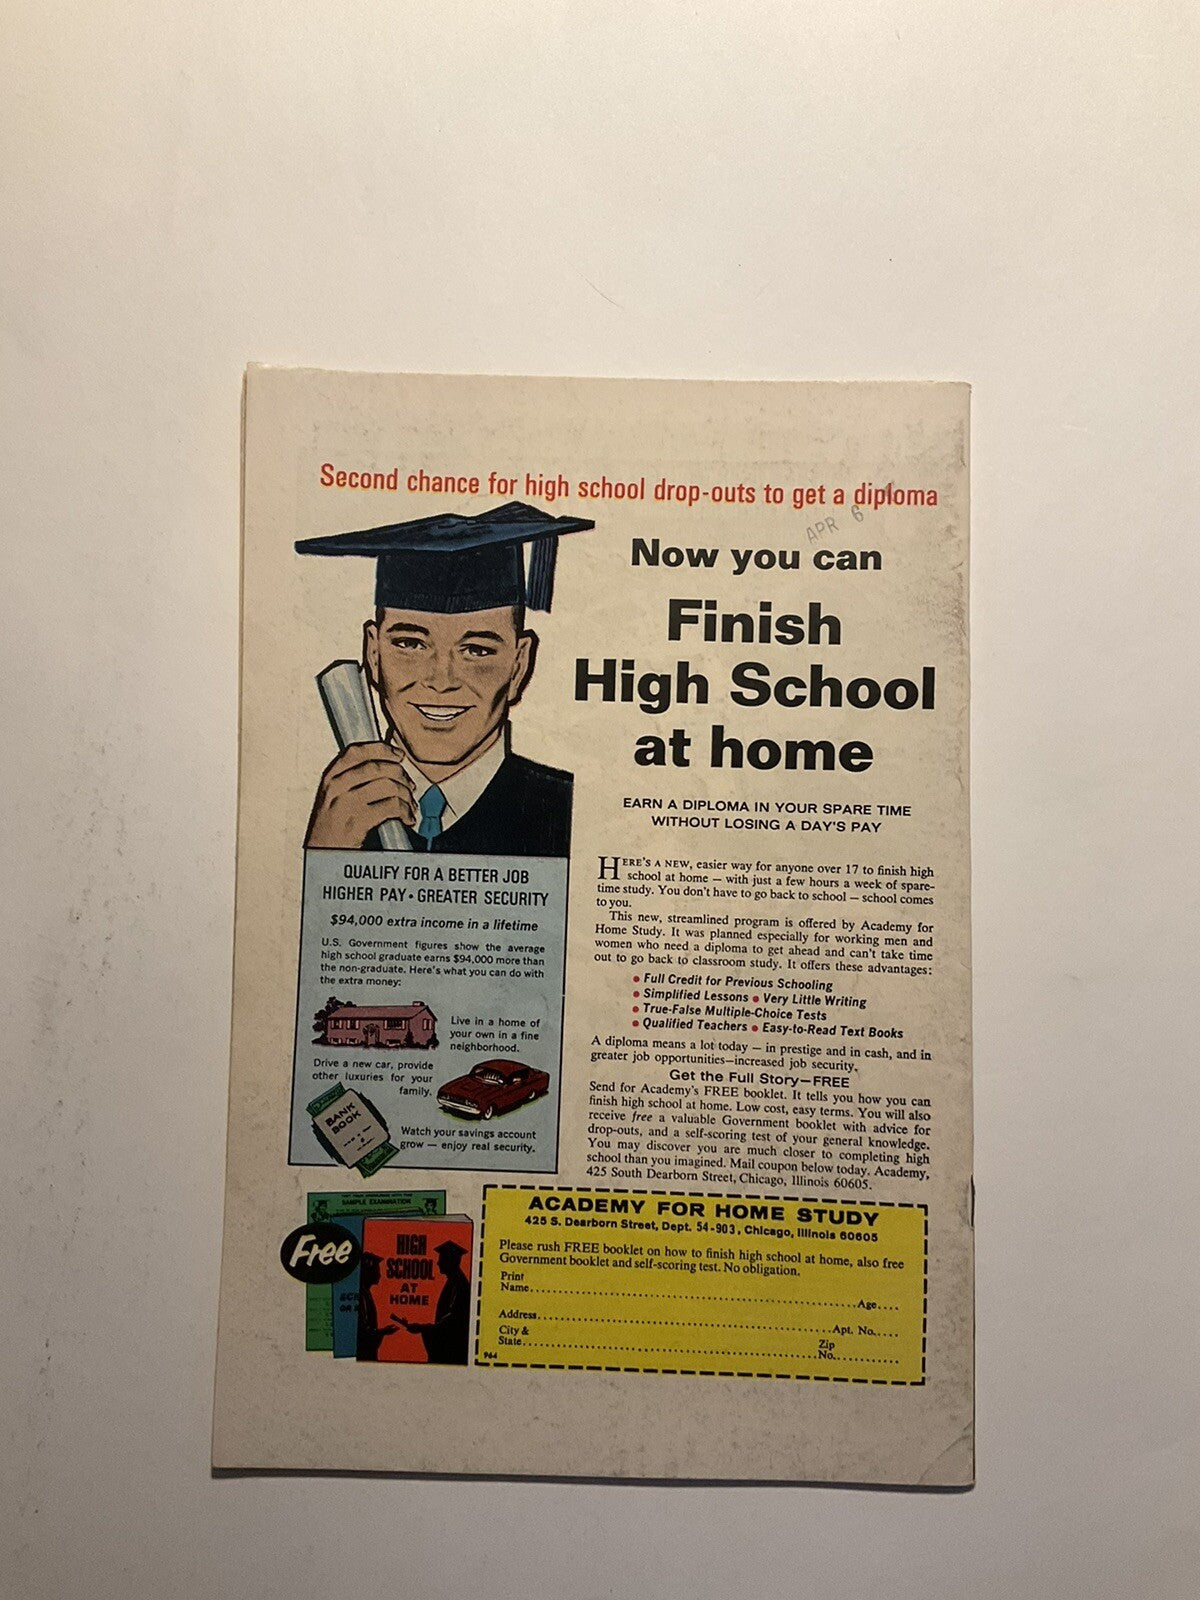 Second chance for high school drop-outs to get a diploma
APR 6
Now you can
Finish
High School
at home
EARN A DIPLOMA IN YOUR SPARE TIME
WITHOUT LOSING A DAY'S PAY
HERE'S A NEW, easier way for anyone over 17 to finish high
school at home — with just a few hours a week of spare-
time study. You don't have to go back to school — school comes
to you.
This new, streamlined program is offered by Academy for
Home Study. It was planned especially for working men and
women who need a diploma to get ahead and can't take time
out to go back to classroom study. It offers these advantages:
• Full Credit for Previous Schooling
• Simplified Lessons • Very Little Writing
• True-False Multiple-Choice Tests
• Qualified Teachers • Easy-to-Read Text Books
A diploma means a lot today — in prestige and in cash, and in
greater job opportunities—increased job security.
Get the Full Story—FREE
Send for Academy's FREE booklet. It tells you how you can
finish high school at home. Low cost, easy terms. You will also
receive free a valuable Government booklet with advice for
drop-outs, and a self-scoring test of your general knowledge.
You may discover you are much closer to completing high
school than you imagined. Mail coupon below today. Academy,
425 South Dearborn Street, Chicago, Illinois 60605.
QUALIFY FOR A BETTER JOB
HIGHER PAY • GREATER SECURITY
$94,000 extra income in a lifetime
U.S. Government figures show the average
high school graduate earns $94,000 more than
the non-graduate. Here's what you can do with
the extra money:
Live in a home of
your own in a fine
neighborhood.
Drive a new car, provide
other luxuries for your
family.
BANK
BOOK
Watch your savings account
grow — enjoy real security.
SAMPLE EXAMINATION
Free
HIGH
SCHOOL
AT
HOME
ACADEMY FOR HOME STUDY
425 S. Dearborn Street, Dept. 54-903, Chicago, Illinois 60605
Please rush FREE booklet on how to finish high school at home, also free
Government booklet and self-scoring test. No obligation.
Print
Name Age
Address Apt. No.
City & Zip
State No.
964